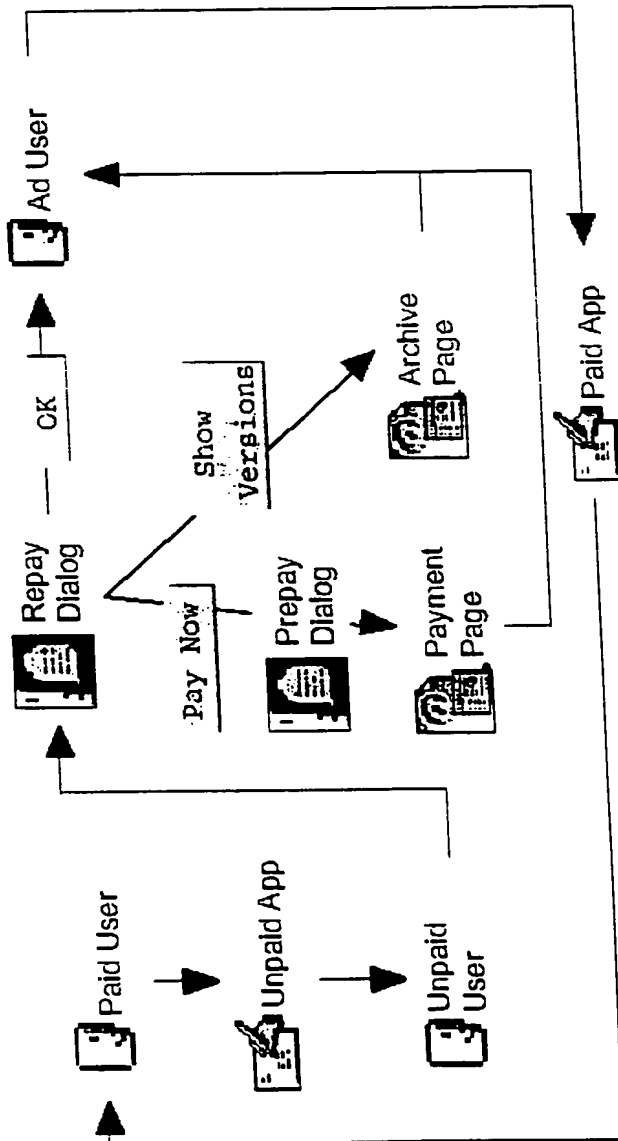 Paid User
Unpaid App
Unpaid
User
Repay
Dialog
CK
Pay Now
Show
Versions
Prepay
Dialog
Payment
Page
Archive
Page
Ad User
Paid App